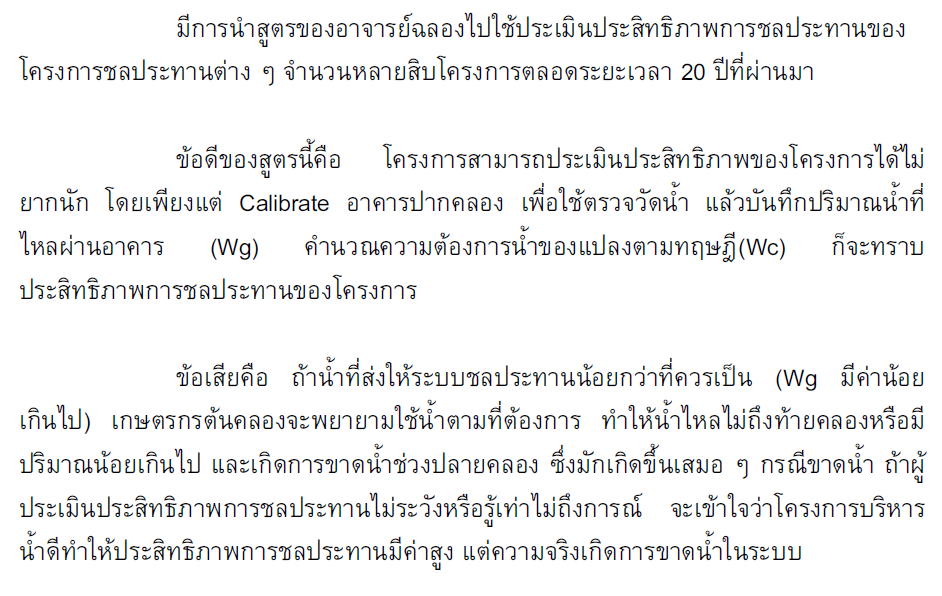 มีการนำสูตรของอาจารย์ฉลองไปใช้ประเมินประสิทธิภาพการชลประทานของ
โครงการชลประทานต่าง ๆ จำนวนหลายสิบโครงการตลอดระยะเวลา 20 ปีที่ผ่านมา
ข้อดีของสูตรนี้คือ โครงการสามารถประเมินประสิทธิภาพของโครงการได้ไม่
ยากนัก โดยเพียงแต่ Calibrate อาคารปากคลอง เพื่อใช้ตรวจวัดน้ำ แล้วบันทึกปริมาณน้ำที่
ไหลผ่านอาคาร (Wg) คำนวณความต้องการน้ำของแปลงตามทฤษฎี(Wc) ก็จะทราบ
ประสิทธิภาพการชลประทานของโครงการ
ข้อเสียคือ ถ้าน้ำที่ส่งให้ระบบชลประทานน้อยกว่าที่ควรเป็น (Wg มีค่าน้อย
เกินไป) เกษตรกรต้นคลองจะพยายามใช้น้ำตามที่ต้องการ ทำให้น้ำไหลไม่ถึงท้ายคลองหรือมี
ปริมาณน้อยเกินไป และเกิดการขาดน้ำช่วงปลายคลอง ซึ่งมักเกิดขึ้นเสมอ ๆ กรณีขาดน้ำ ถ้าผู้
ประเมินประสิทธิภาพการชลประทานไม่ระวังหรือรู้เท่าไม่ถึงการณ์ จะเข้าใจว่าโครงการบริหาร
น้ำดีทำให้ประสิทธิภาพการชลประทานมีค่าสูง แต่ความจริงเกิดการขาดน้ำในระบบ